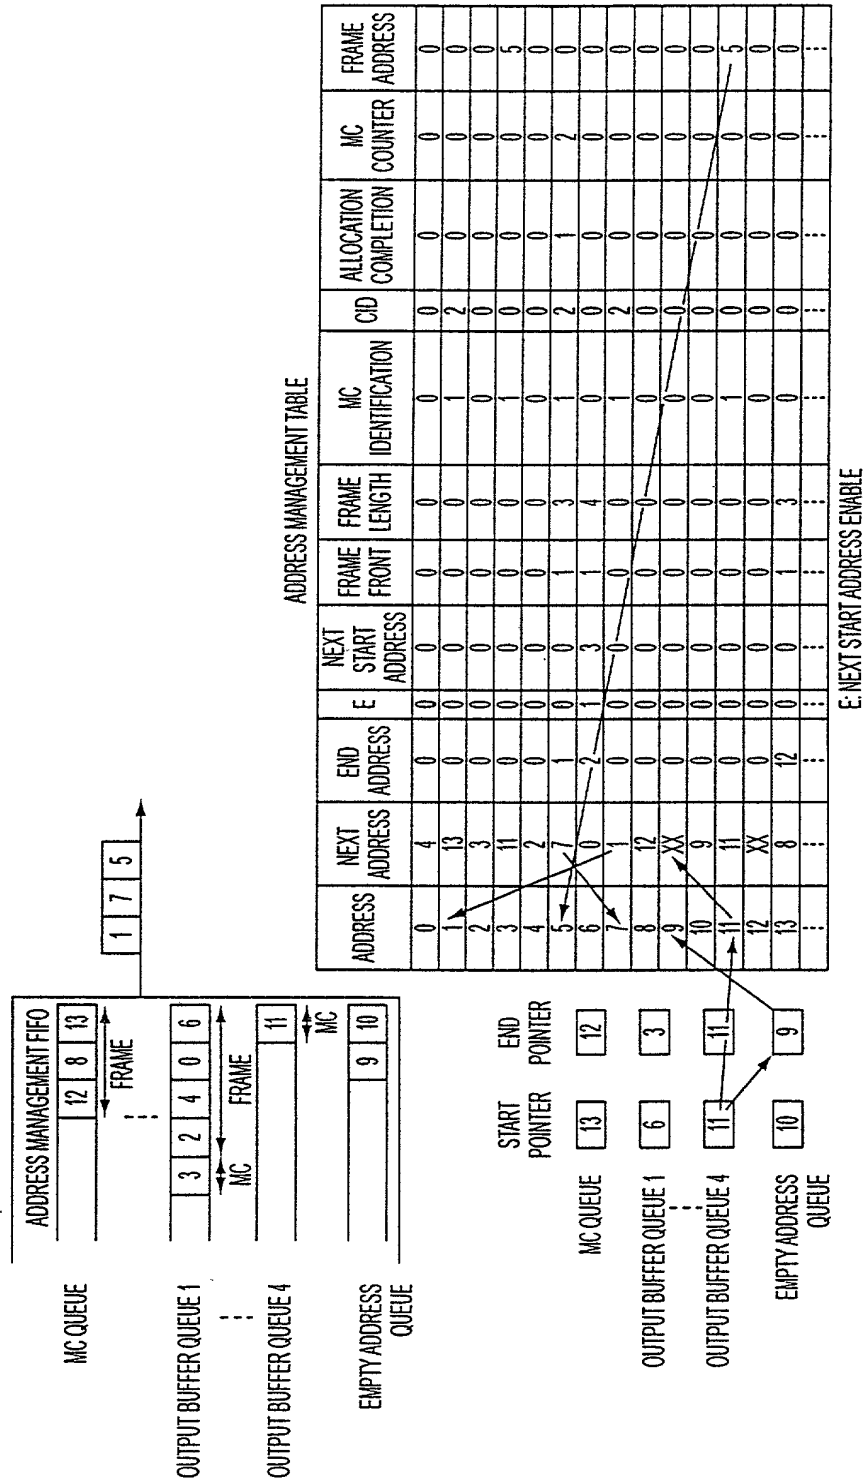 ADDRESS MANAGEMENT FIFO
MC QUEUE 12 8 13
FRAME
1 7 5
OUTPUT BUFFER QUEUE 1 3 2 4 0 6
MC FRAME
OUTPUT BUFFER QUEUE 4 11
MC
EMPTY ADDRESS QUEUE 9 10
START POINTER END POINTER
MC QUEUE 13 12
OUTPUT BUFFER QUEUE 1 6 3
OUTPUT BUFFER QUEUE 4 11 11
EMPTY ADDRESS QUEUE 10 9
ADDRESS MANAGEMENT TABLE
ADDRESS NEXT ADDRESS END ADDRESS E NEXT START ADDRESS FRAME FRONT FRAME LENGTH MC IDENTIFICATION CID ALLOCATION COMPLETION MC COUNTER FRAME ADDRESS
0 4 0 0 0 0 0 0 0 0 0 0
1 13 0 0 0 0 0 1 2 0 0 0
2 3 0 0 0 0 0 0 0 0 0 0
3 11 0 0 0 0 0 1 0 0 0 5
4 2 0 0 0 0 0 0 0 0 0 0
5 7 1 0 0 1 3 1 2 1 2 0
6 0 2 1 3 1 4 0 0 0 0 0
7 1 0 0 0 0 0 1 2 0 0 0
8 12 0 0 0 0 0 0 0 0 0 0
9 XX 0 0 0 0 0 0 0 0 0 0
10 9 0 0 0 0 0 0 0 0 0 0
11 11 0 0 0 0 0 1 0 0 0 5
12 XX 0 0 0 0 0 0 0 0 0 0
13 8 12 0 0 1 3 0 0 0 0 0
E: NEXT START ADDRESS ENABLE